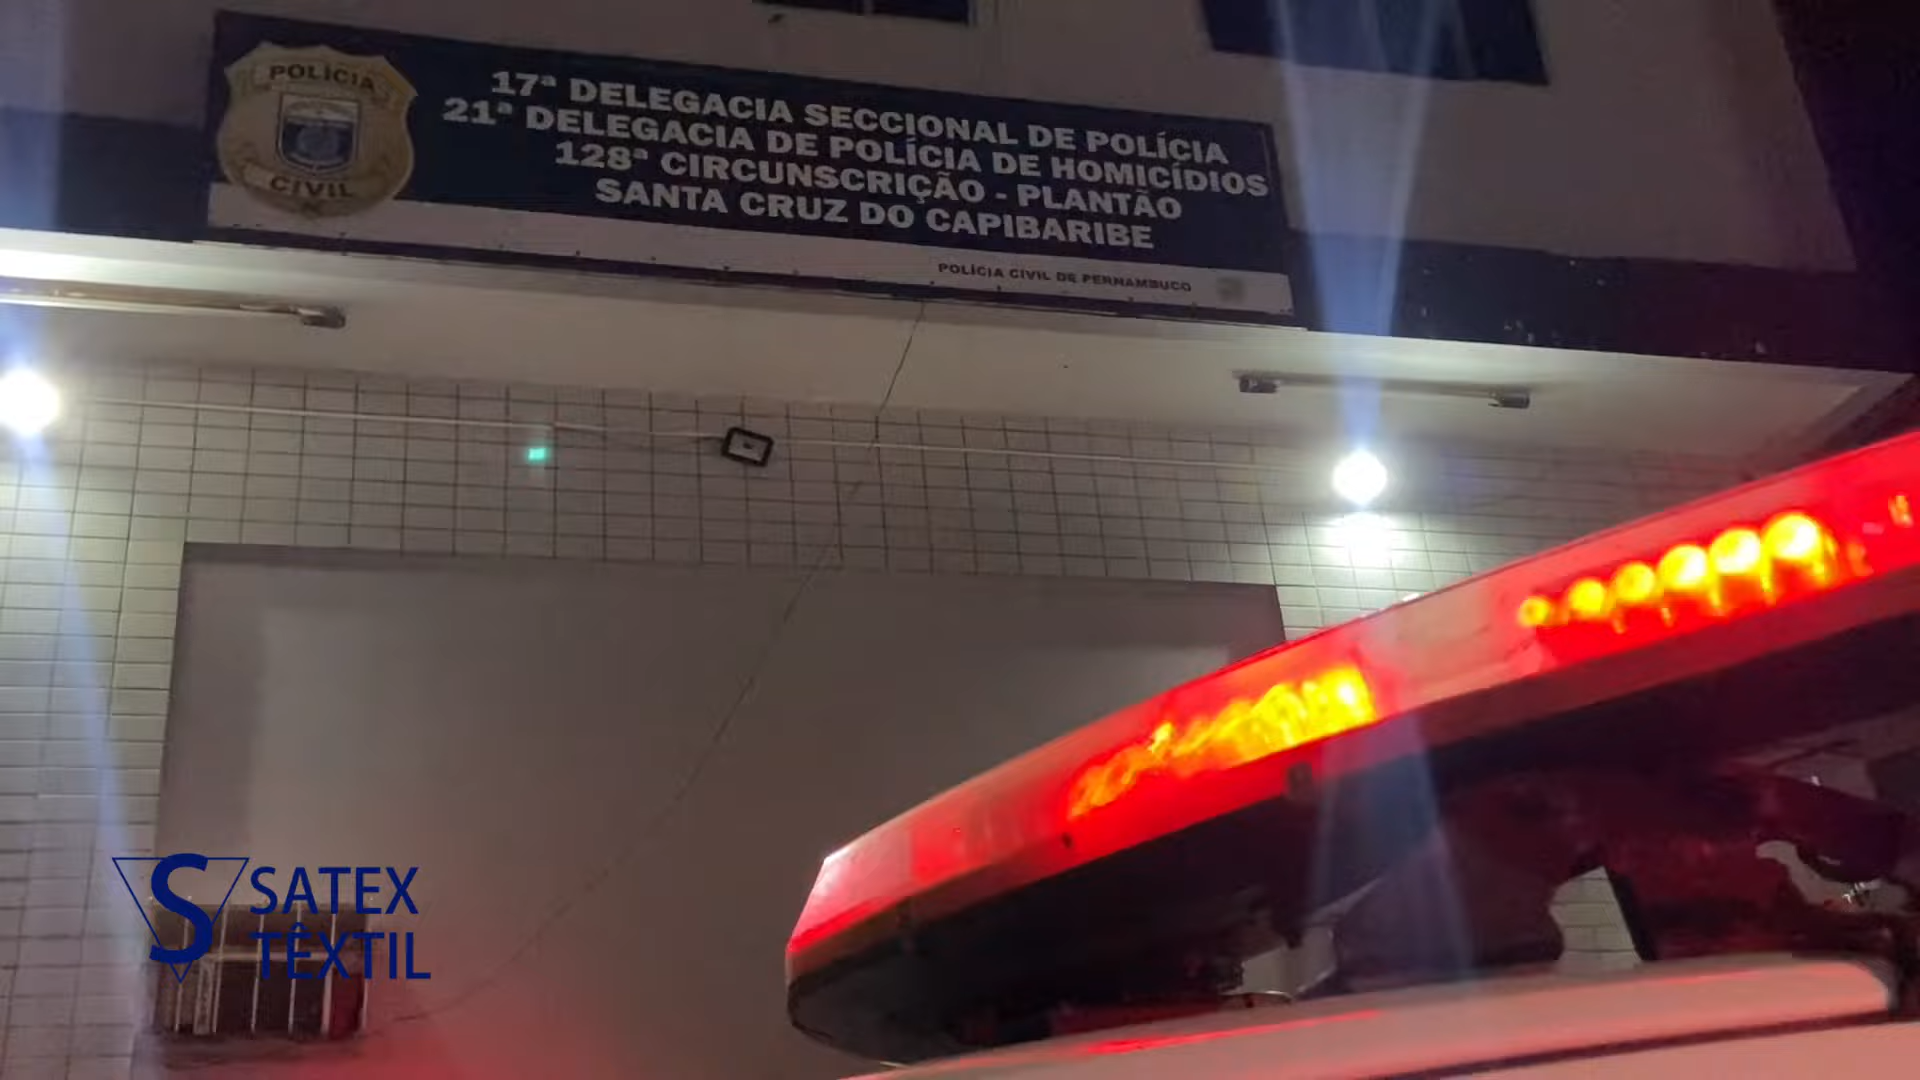 POLÍCIA
CIVIL
17ª DELEGACIA SECCIONAL DE POLÍCIA
21ª DELEGACIA DE POLÍCIA DE HOMICÍDIOS
128ª CIRCUNSCRIÇÃO - PLANTÃO
SANTA CRUZ DO CAPIBARIBE
POLÍCIA CIVIL DE PERNAMBUCO
S SATEX
TÊXTIL